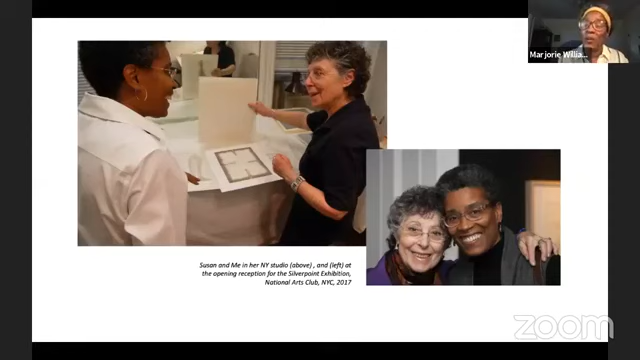 Marjorie Willia...
Susan and Me in her NY studio (above) , and (left) at
the opening reception for the Silverpoint Exhibition,
National Arts Club, NYC, 2017
zoom